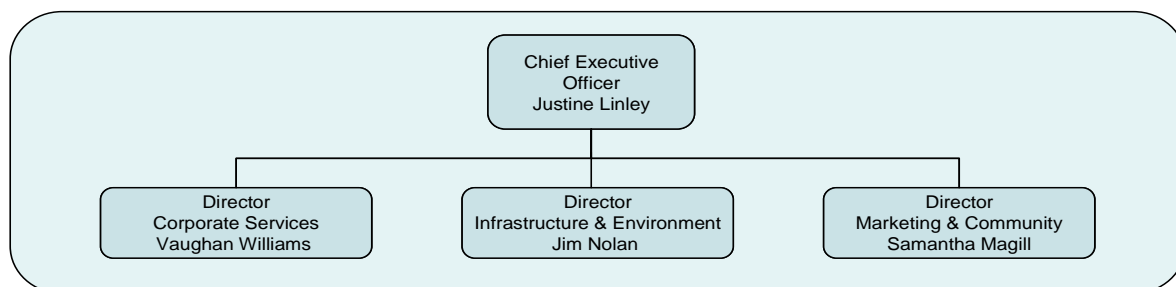 Chief Executive
Officer
Justine Linley
Director
Corporate Services
Vaughan Williams
Director
Infrastructure & Environment
Jim Nolan
Director
Marketing & Community
Samantha Magill